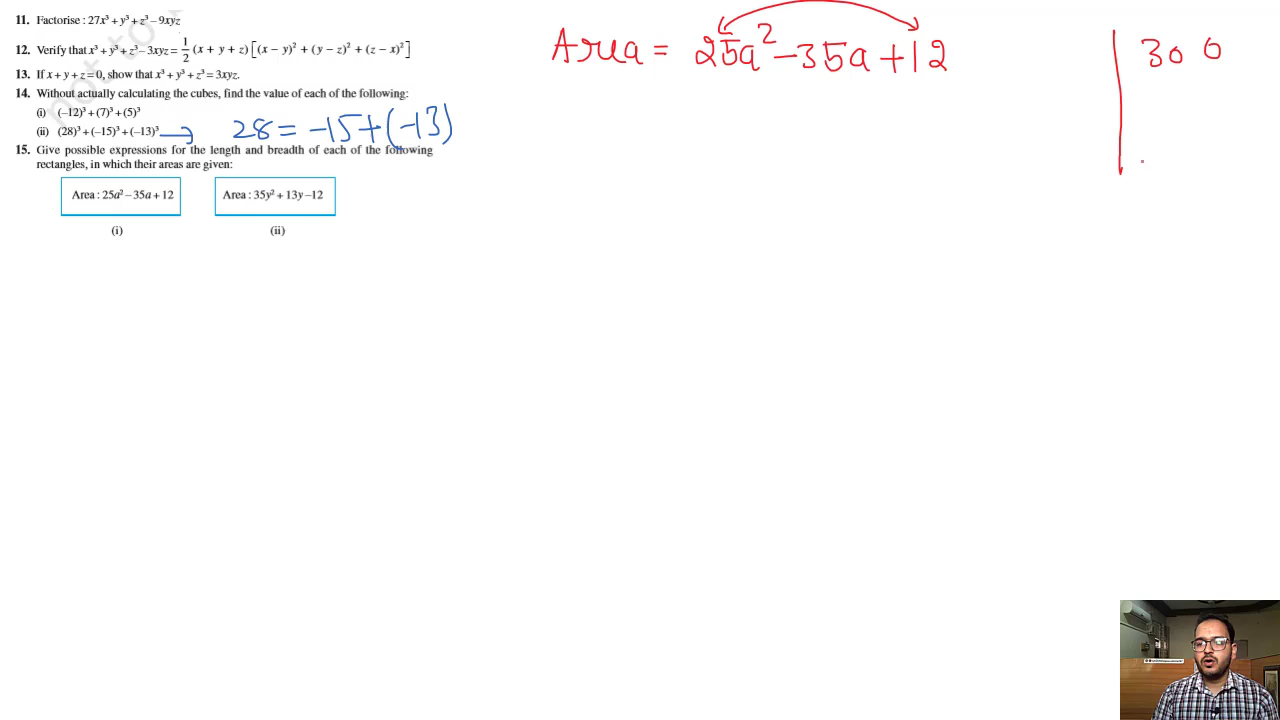 11. Factorise : 27x³ + y³ + z³ – 9xyz
12. Verify that x³ + y³ + z³ – 3xyz = 1/2 (x + y + z) [(x – y)² + (y – z)² + (z – x)²]
13. If x + y + z = 0, show that x³ + y³ + z³ = 3xyz.
14. Without actually calculating the cubes, find the value of each of the following:
(i) (–12)³ + (7)³ + (5)³
(ii) (28)³ + (–15)³ + (–13)³ → 28 = -15+(-13)
15. Give possible expressions for the length and breadth of each of the following
rectangles, in which their areas are given:
Area : 25a² – 35a + 12
Area : 35y² + 13y –12
(i)
(ii)
not to
Area = 25a² - 35a + 12
300